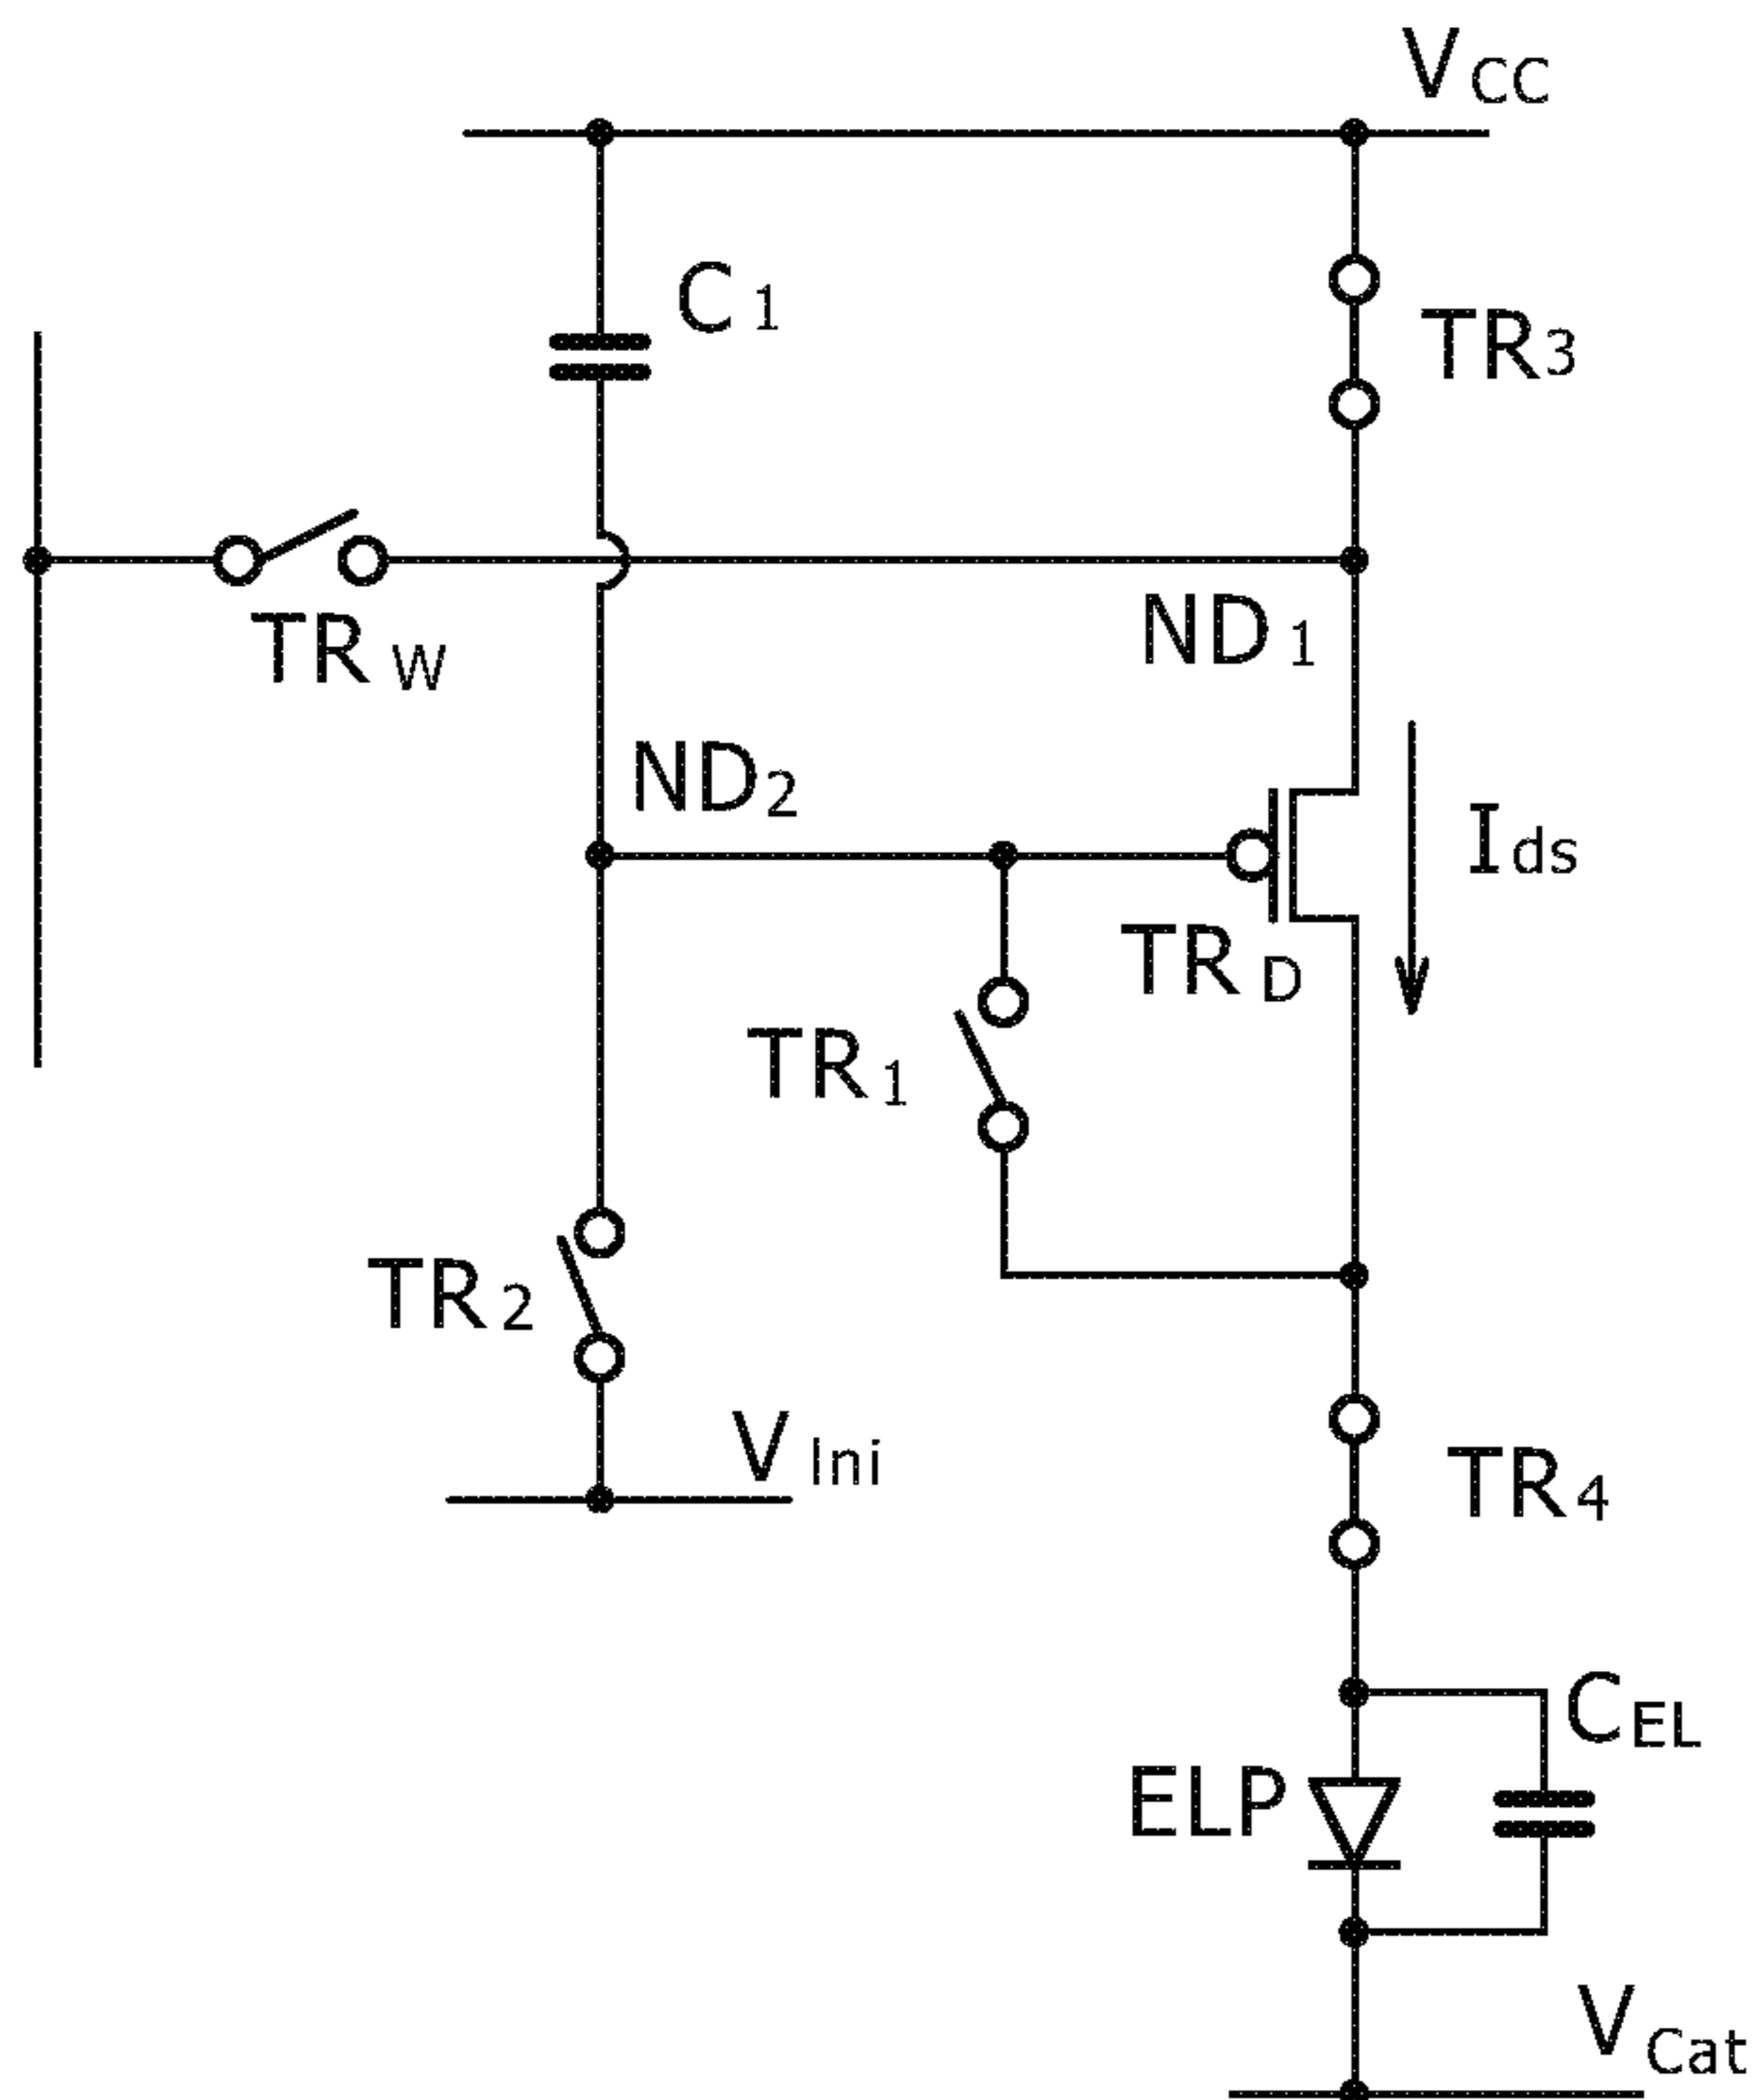 VCC
C1
TR3
TRW
ND1
ND2
Ids
TRD
TR1
TR2
VIni
TR4
CEL
ELP
VCat